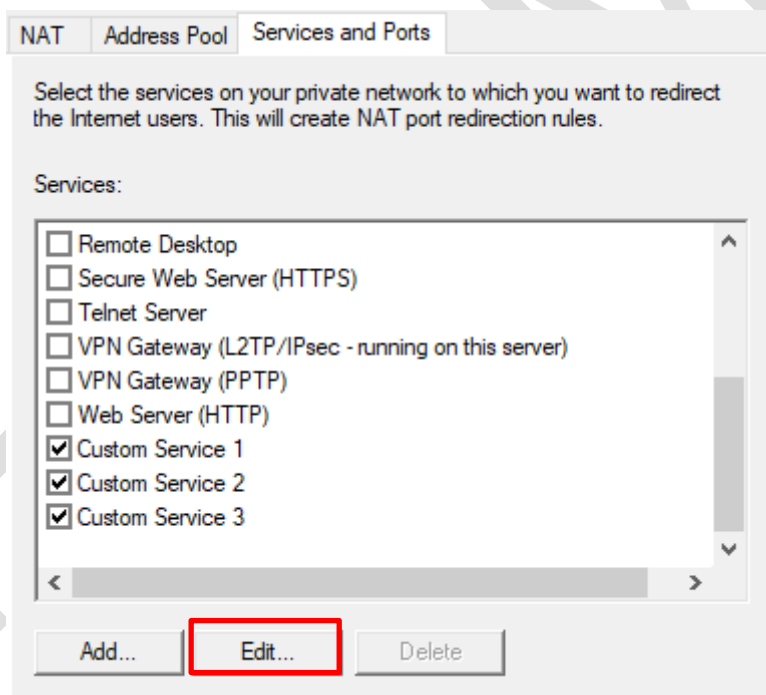 NAT Address Pool Services and Ports
Select the services on your private network to which you want to redirect
the Internet users. This will create NAT port redirection rules.
Services:
Remote Desktop
Secure Web Server (HTTPS)
Telnet Server
VPN Gateway (L2TP/IPsec - running on this server)
VPN Gateway (PPTP)
Web Server (HTTP)
Custom Service 1
Custom Service 2
Custom Service 3
Add... Edit... Delete